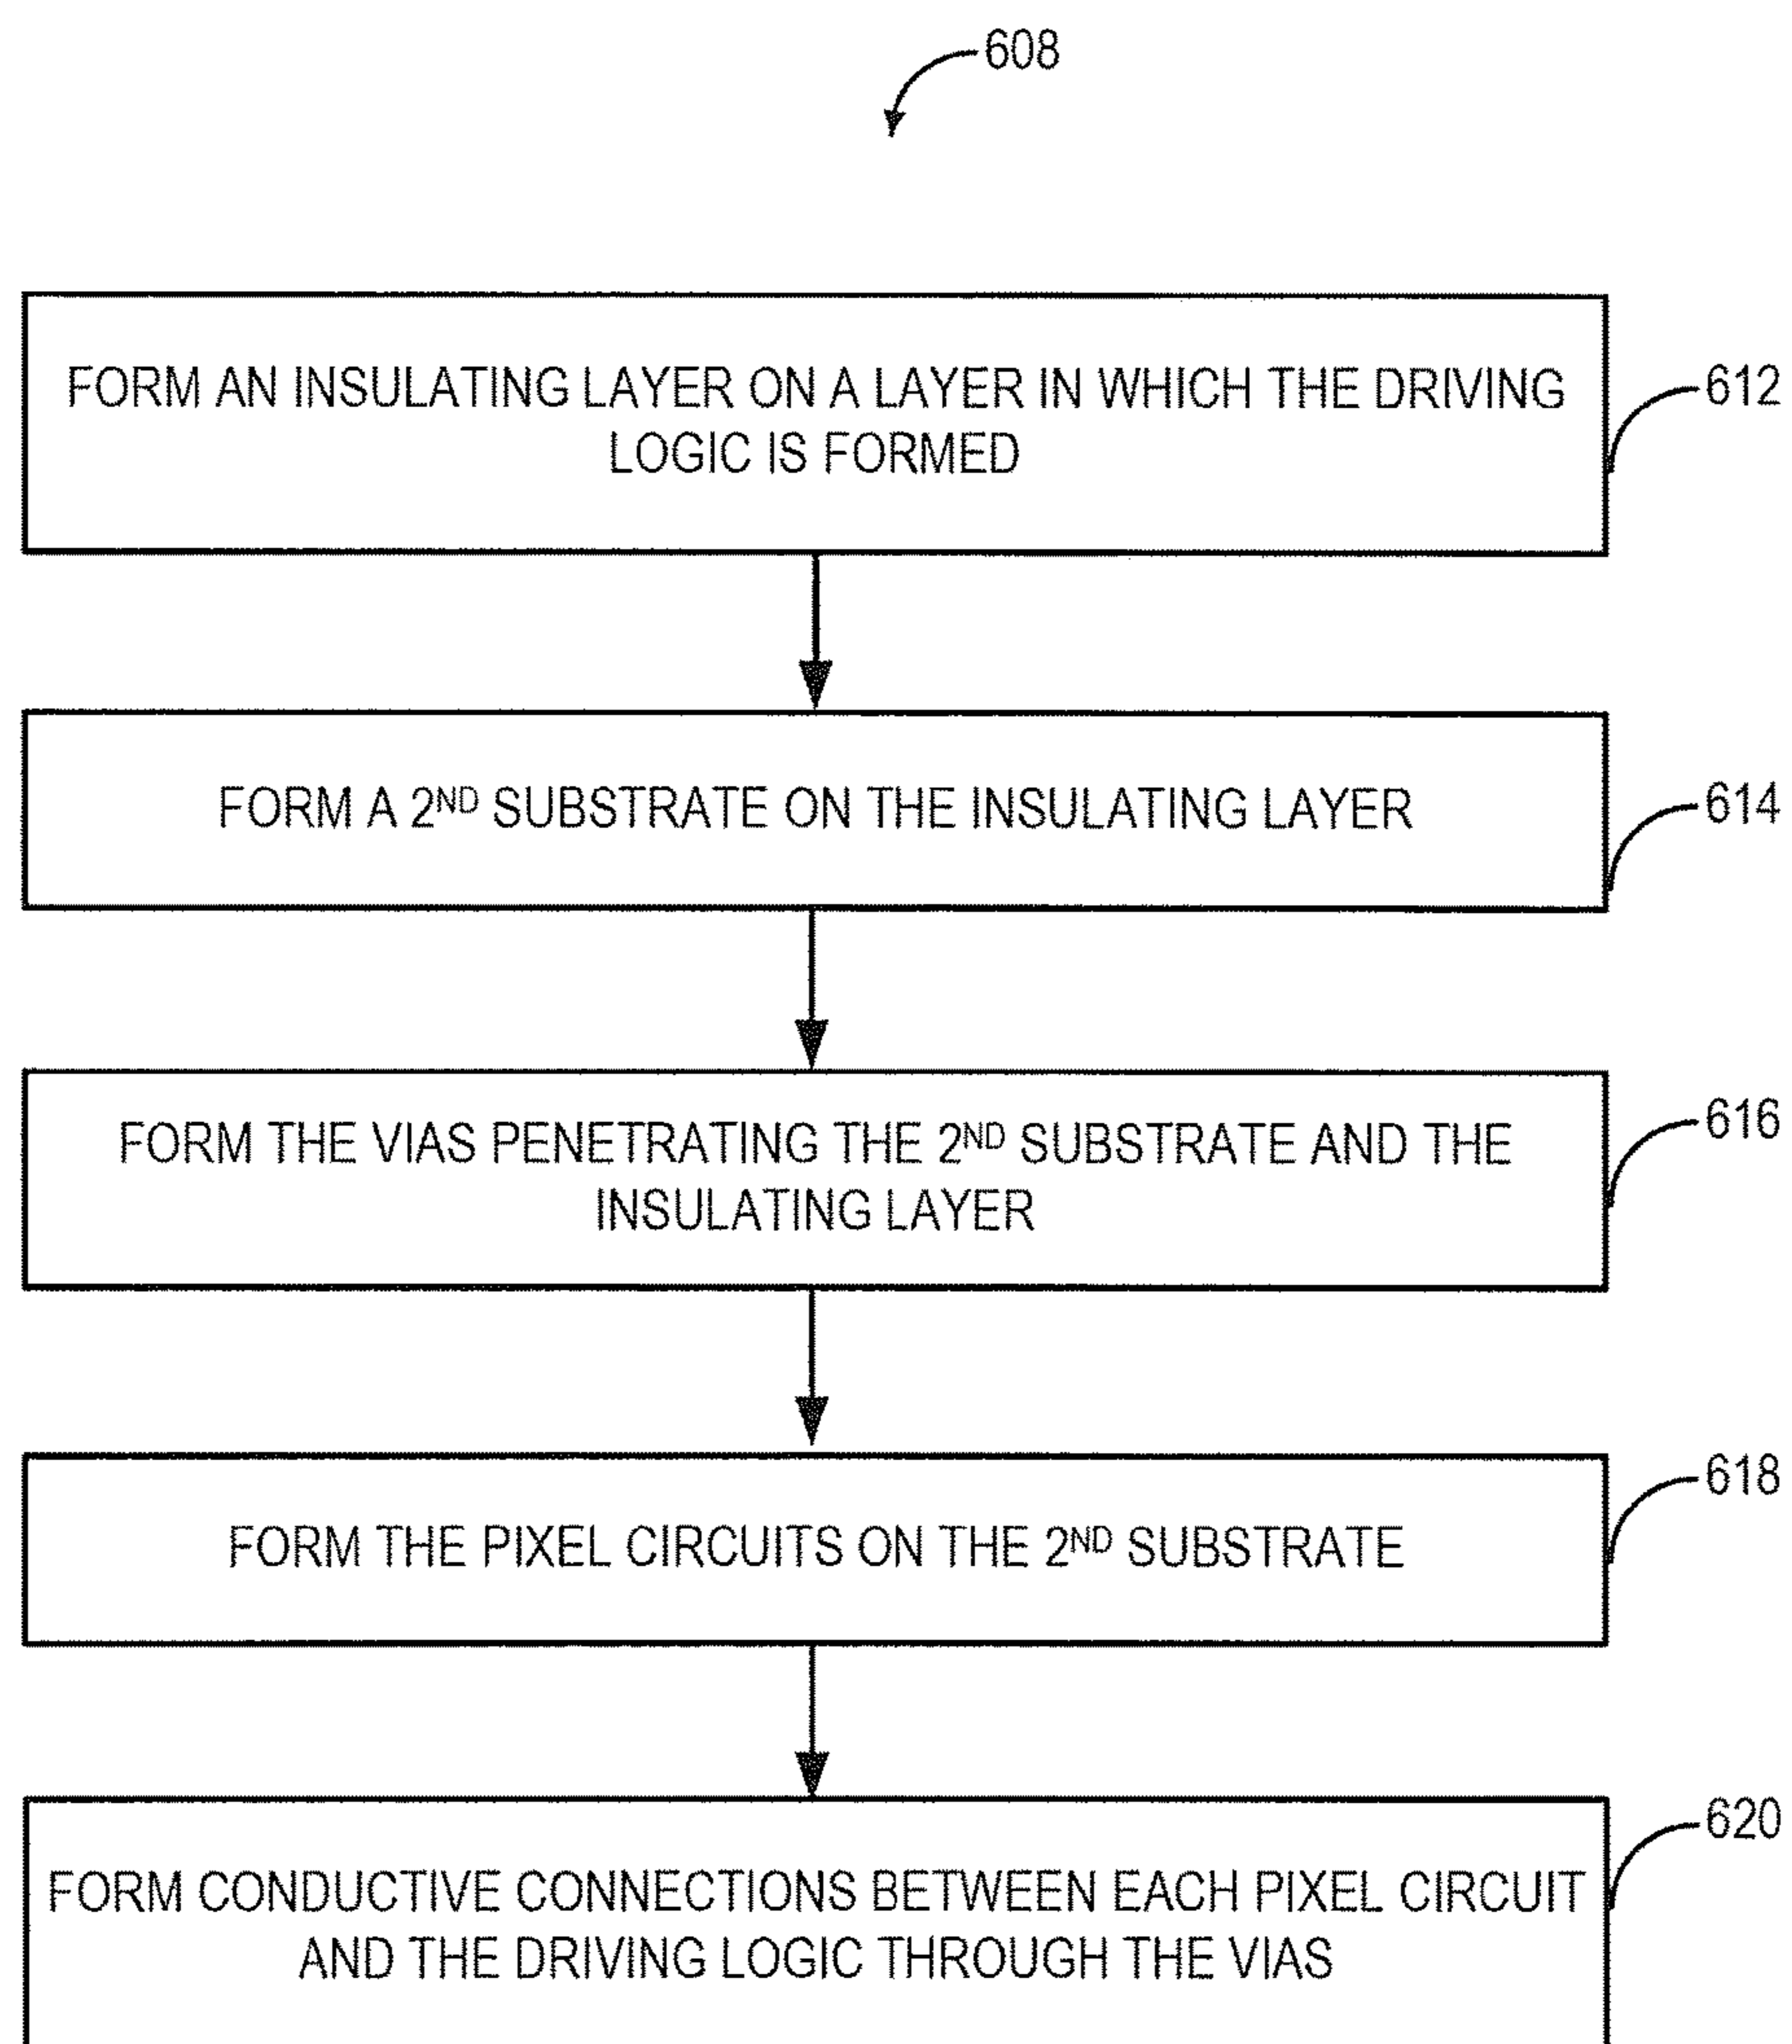 608
FORM AN INSULATING LAYER ON A LAYER IN WHICH THE DRIVING
LOGIC IS FORMED
612
FORM A 2ND SUBSTRATE ON THE INSULATING LAYER
614
FORM THE VIAS PENETRATING THE 2ND SUBSTRATE AND THE
INSULATING LAYER
616
FORM THE PIXEL CIRCUITS ON THE 2ND SUBSTRATE
618
FORM CONDUCTIVE CONNECTIONS BETWEEN EACH PIXEL CIRCUIT
AND THE DRIVING LOGIC THROUGH THE VIAS
620